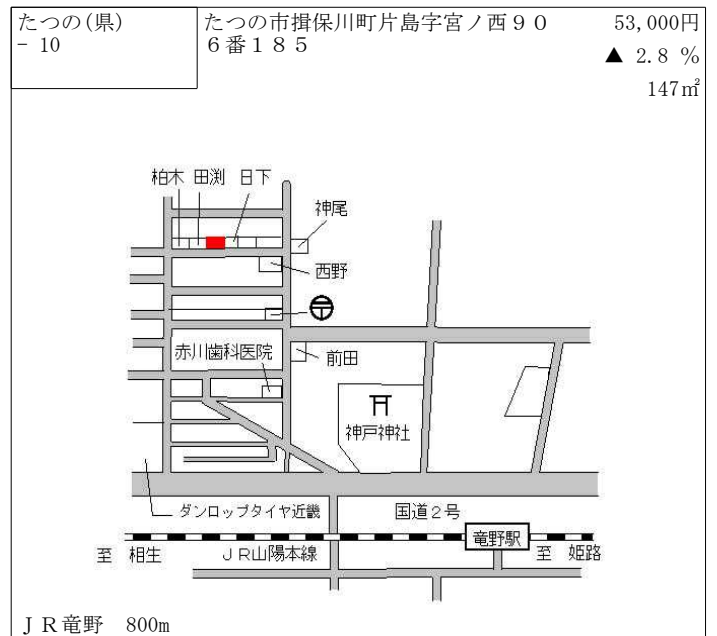 たつの(県)
- 10
たつの市揖保川町片島字宮ノ西９０
６番１８５
53,000円
▲ 2.8 %
147㎡
柏木 田渕 日下
神尾
西野
〒
赤川歯科医院
前田
神戸神社
ダンロップタイヤ近畿
国道２号
竜野駅
至 相生
ＪＲ山陽本線
至 姫路
ＪＲ竜野 800m